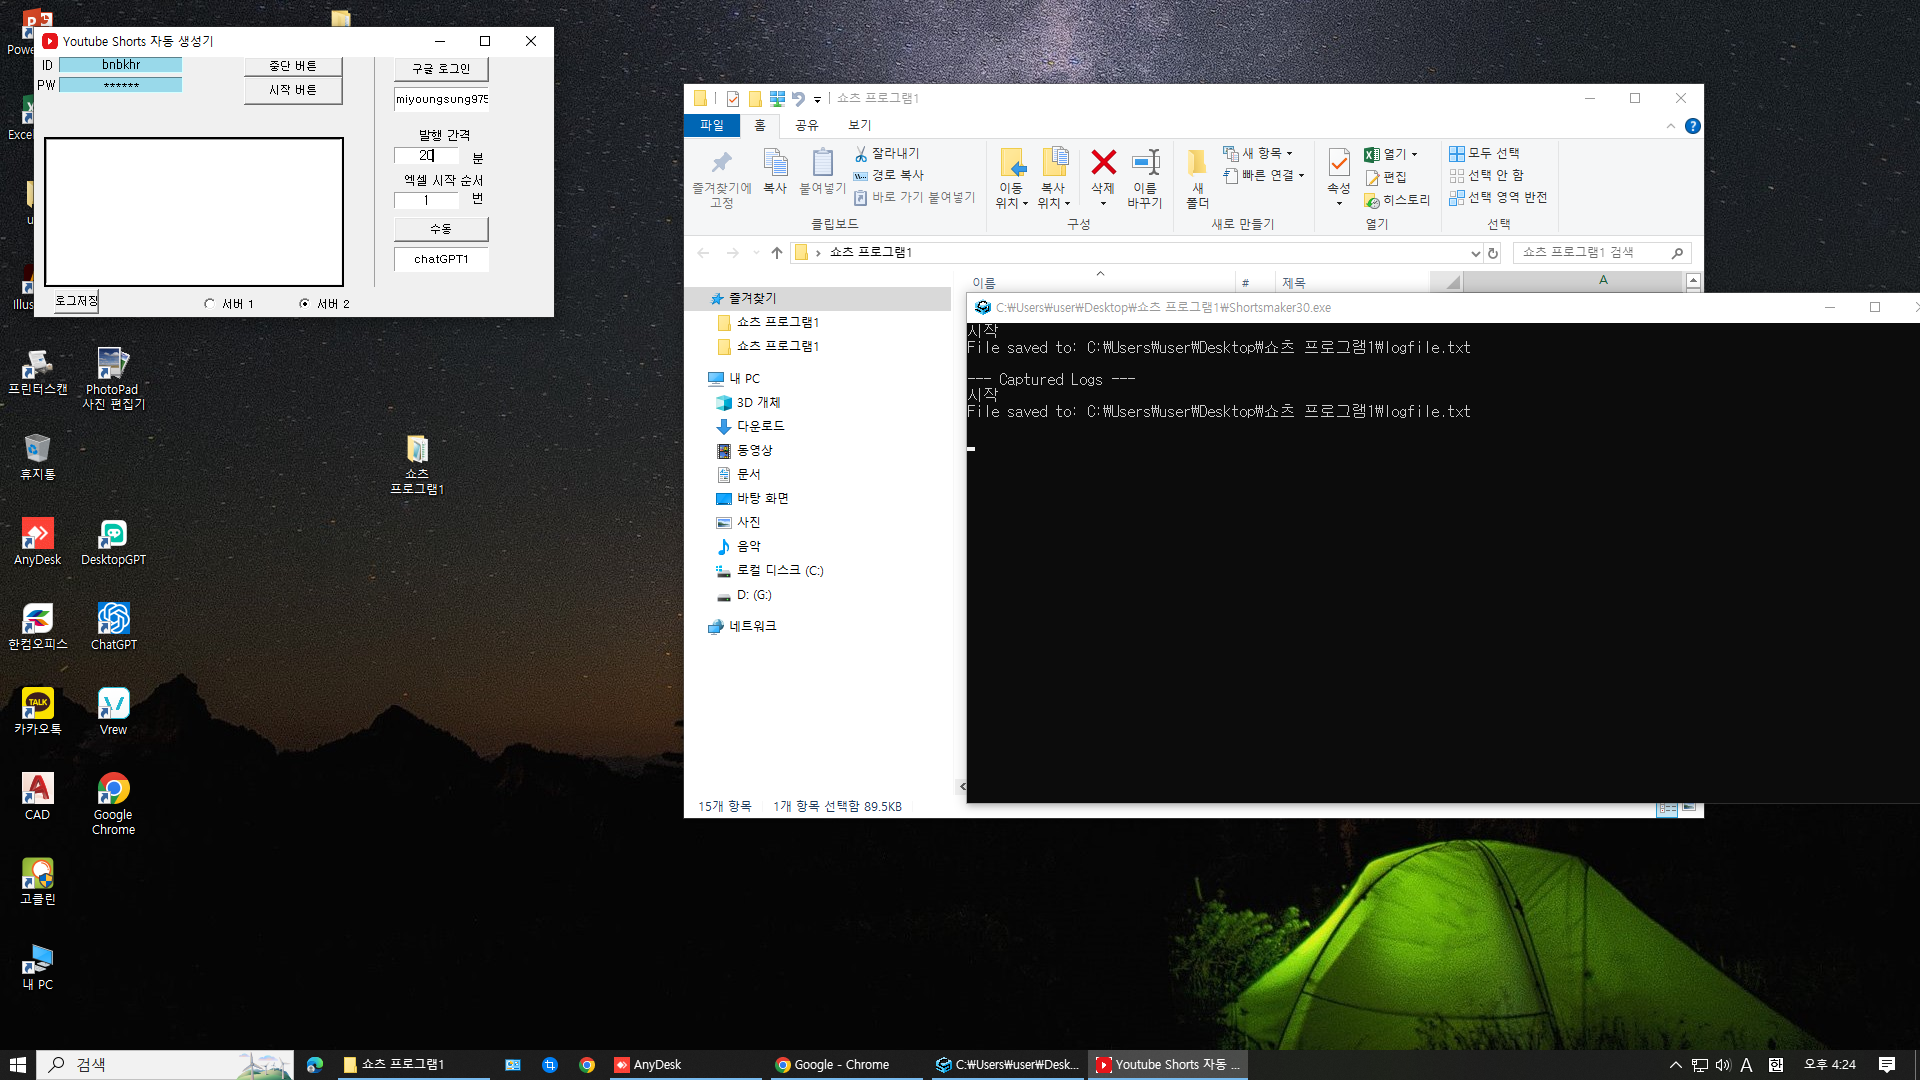 Youtube Shorts 자동 생성기
ID bnbkhr
PW ******
중단 버튼
시작 버튼
구글 로그인
miyoungsung975
발행 간격
20 분
엑셀 시작 순서
1 번
수동
chatGPT1
로그저장
서버 1
서버 2
쇼츠 프로그램1
파일
홈
공유
보기
즐겨찾기에 고정
복사
붙여넣기
잘라내기
경로 복사
바로 가기 붙여넣기
클립보드
이동 위치
복사 위치
삭제
이름 바꾸기
구성
새 폴더
새 항목
빠른 연결
새로 만들기
속성
열기
편집
히스토리
열기
모두 선택
선택 안 함
선택 영역 반전
선택
쇼츠 프로그램1
쇼츠 프로그램1 검색
이름
#
제목
A
즐겨찾기
쇼츠 프로그램1
쇼츠 프로그램1
내 PC
3D 개체
다운로드
동영상
문서
바탕 화면
사진
음악
로컬 디스크 (C:)
D: (G:)
네트워크
15개 항목
1개 항목 선택함 89.5KB
C:₩Users₩user₩Desktop₩쇼츠 프로그램1₩Shortsmaker30.exe
시작
File saved to: C:₩Users₩user₩Desktop₩쇼츠 프로그램1₩logfile.txt
--- Captured Logs ---
시작
File saved to: C:₩Users₩user₩Desktop₩쇼츠 프로그램1₩logfile.txt
프린터스캔
PhotoPad
사진 편집기
휴지통
쇼츠
프로그램1
AnyDesk
DesktopGPT
한컴오피스
ChatGPT
TALK
카카오톡
Vrew
CAD
Google
Chrome
고클린
내 PC
검색
쇼츠 프로그램1
AnyDesk
Google - Chrome
C:₩Users₩user₩Desk...
Youtube Shorts 자동 ...
A
한
오후 4:24